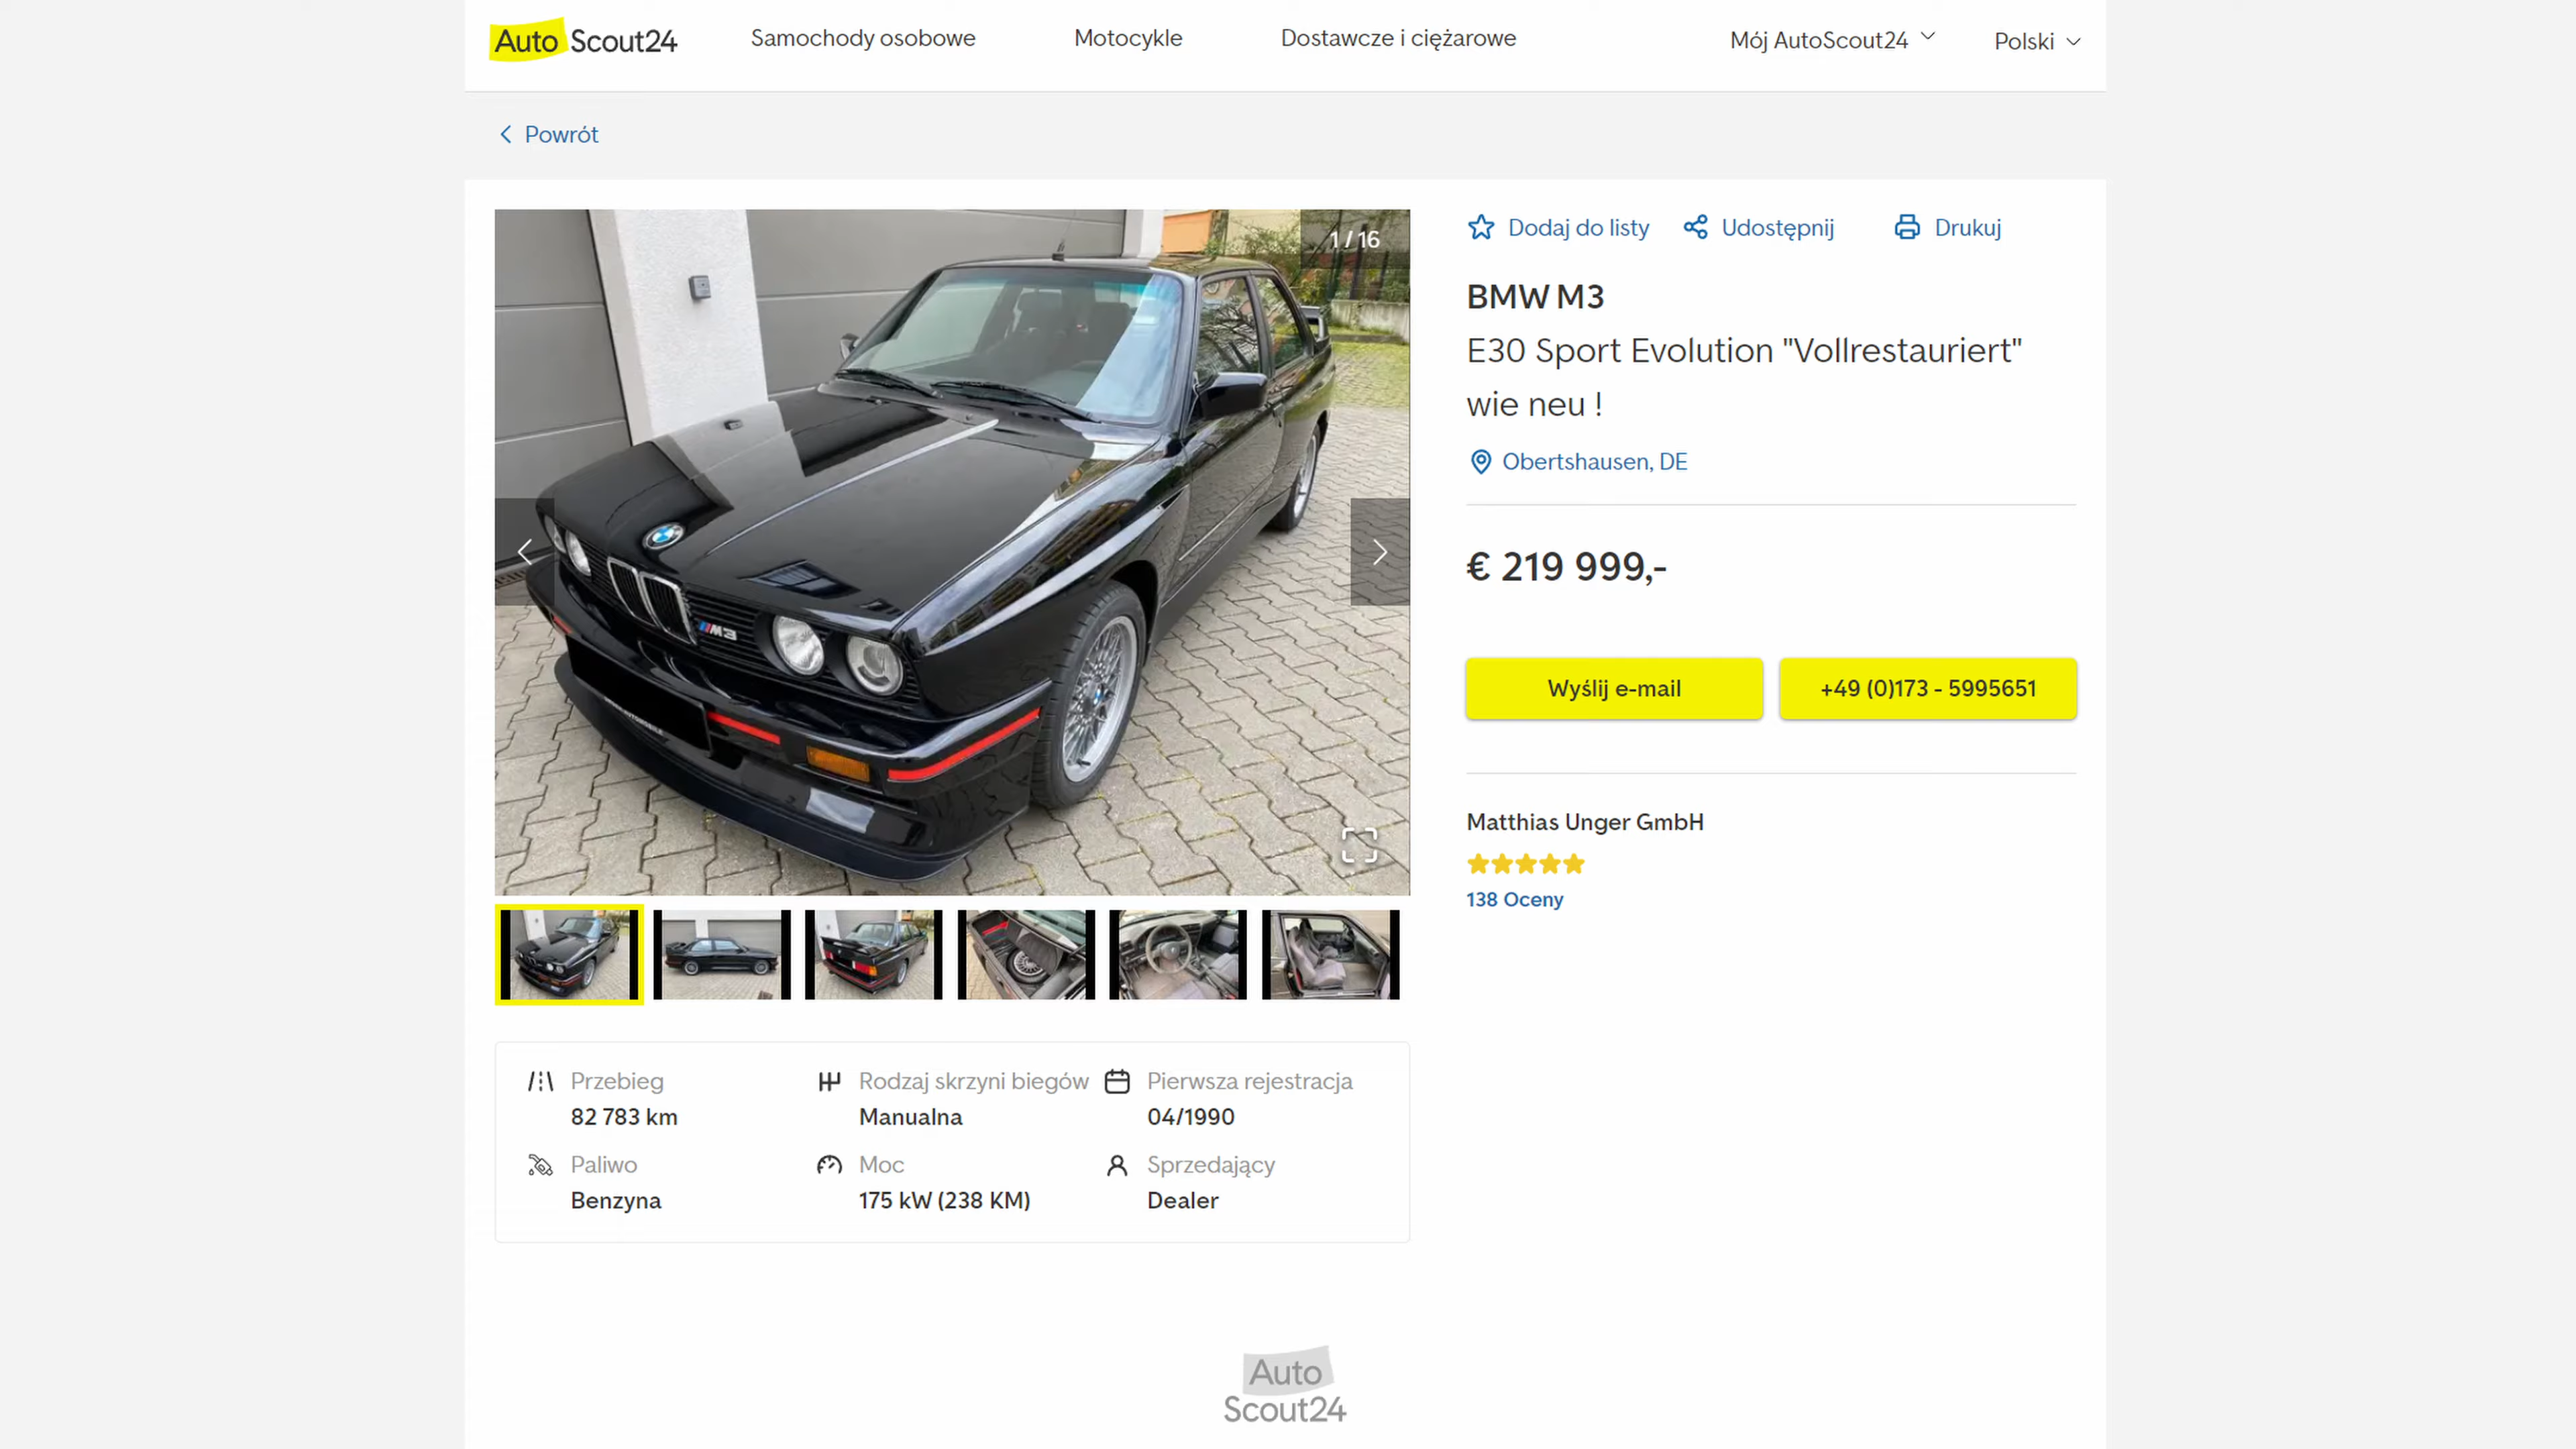 Auto Scout24
Samochody osobowe
Motocykle
Dostawcze i ciężarowe
Mój AutoScout24
Polski
Powrót
1 / 16
M3
Dodaj do listy
Udostępnij
Drukuj
BMW M3
E30 Sport Evolution "Vollrestauriert"
wie neu !
Obertshausen, DE
€ 219 999,-
Wyślij e-mail
+49 (0)173 - 5995651
Matthias Unger GmbH
138 Oceny
Przebieg
82 783 km
Rodzaj skrzyni biegów
Manualna
Pierwsza rejestracja
04/1990
Paliwo
Benzyna
Moc
175 kW (238 KM)
Sprzedający
Dealer
Auto
Scout24